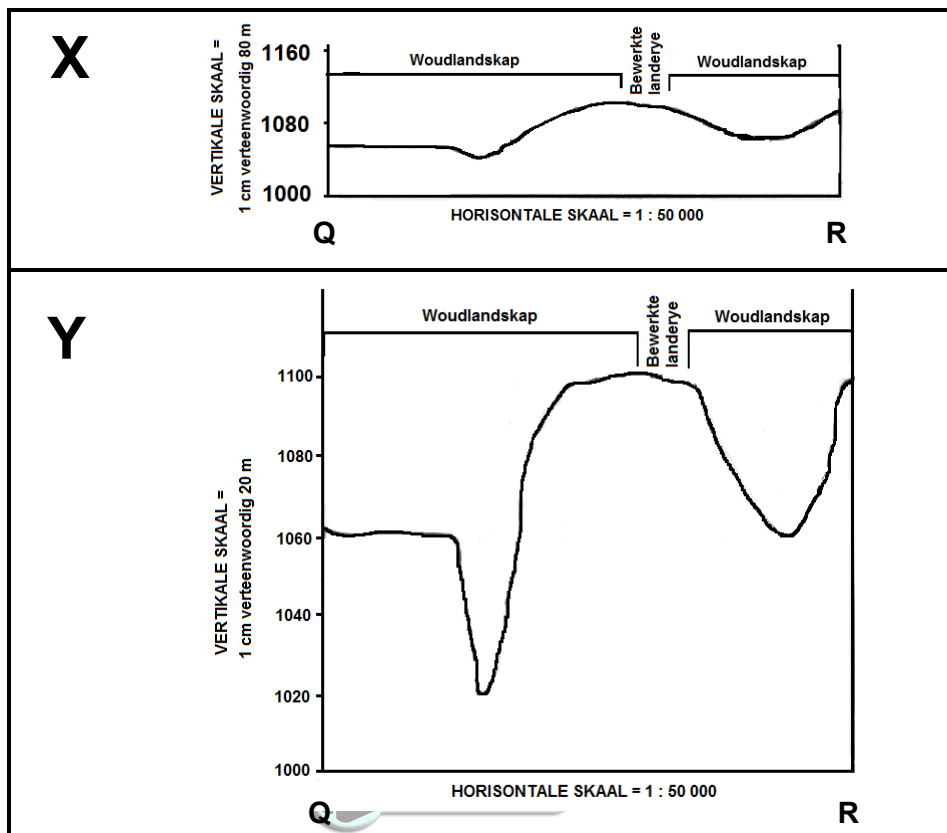 X
1160
1080
1000
VERTIKALE SKAAL =
1 cm verteenwoordig 80 m
Woudlandskap
Bewerkte
landerye
Woudlandskap
HORISONTALE SKAAL = 1 : 50 000
Q
R
Y
Woudlandskap
Bewerkte
landerye
Woudlandskap
1100
1080
1060
1040
1020
1000
VERTIKALE SKAAL =
1 cm verteenwoordig 20 m
HORISONTALE SKAAL = 1 : 50 000
Q
R